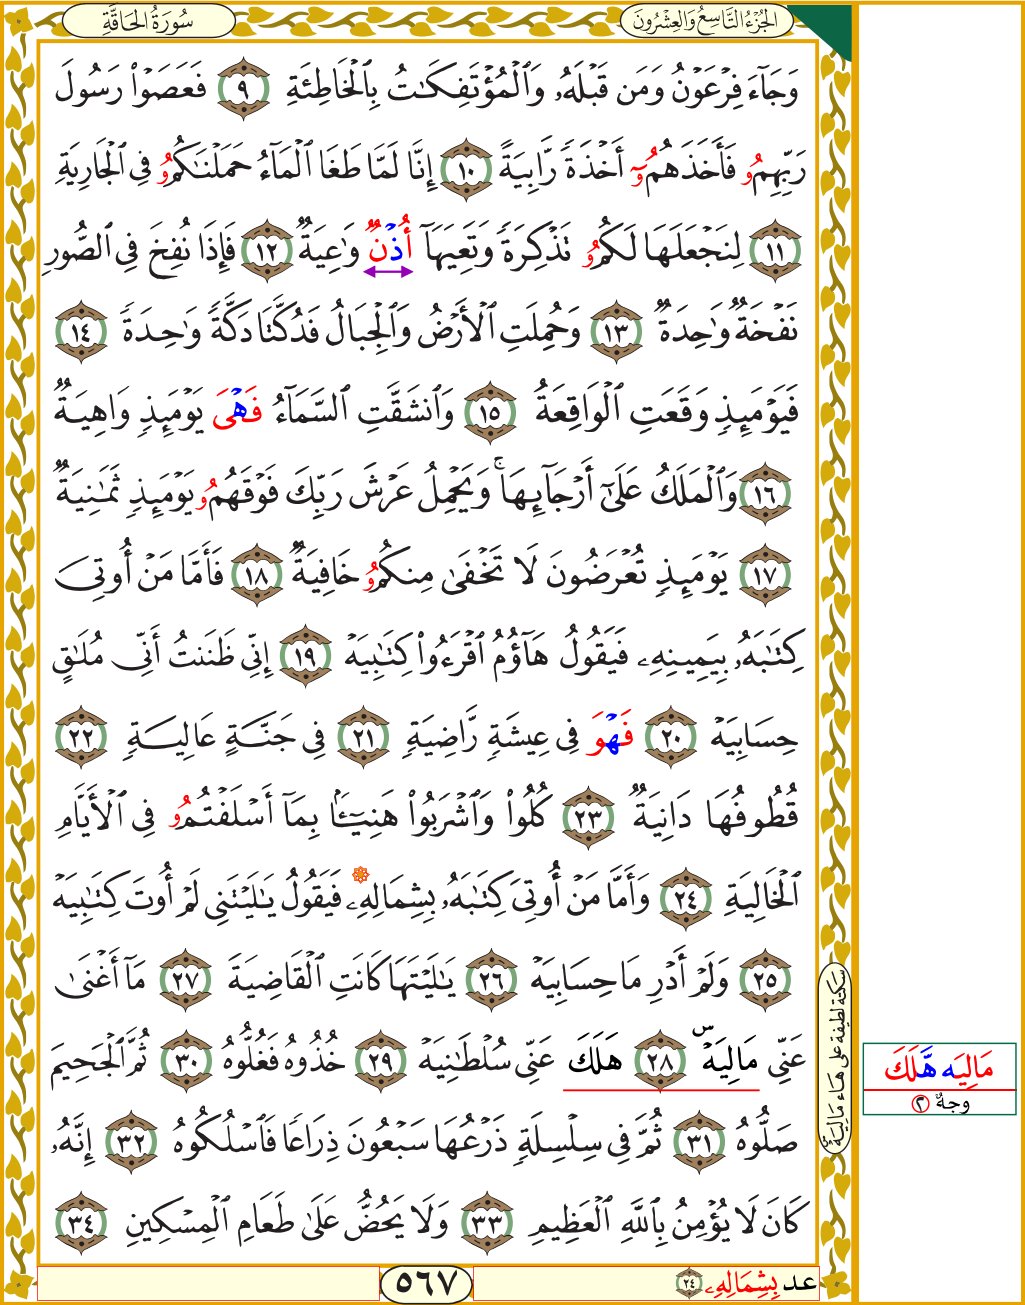 سُورَةُ الحَاقَّةِ
الجُزْءُ التَّاسِعُ وَالعِشْرُونَ
وَجَآءَ فِرْعَوْنُ وَمَن قَبْلَهُۥ وَٱلْمُؤْتَفِكَٰتُ بِٱلْخَاطِئَةِ ٩ فَعَصَوْا۟ رَسُولَ
رَبِّهِمُۥ فَأَخَذَهُمُۥٓ أَخْذَةً رَّابِيَةً ١٠ إِنَّا لَمَّا طَغَا ٱلْمَآءُ حَمَلْنَٰكُمُۥ فِى ٱلْجَارِيَةِ
١١ لِنَجْعَلَهَا لَكُمُۥ تَذْكِرَةً وَتَعِيَهَآ أُذْنٌ وَٰعِيَةٌ ١٢ فَإِذَا نُفِخَ فِى ٱلصُّورِ
نَفْخَةٌ وَٰحِدَةٌ ١٣ وَحُمِلَتِ ٱلْأَرْضُ وَٱلْجِبَالُ فَدُكَّتَا دَكَّةً وَٰحِدَةً ١٤
فَيَوْمَئِذٍ وَقَعَتِ ٱلْوَاقِعَةُ ١٥ وَٱنشَقَّتِ ٱلسَّمَآءُ فَهْىَ يَوْمَئِذٍ وَاهِيَةٌ
١٦ وَٱلْمَلَكُ عَلَىٰٓ أَرْجَآئِهَا ۚ وَيَحْمِلُ عَرْشَ رَبِّكَ فَوْقَهُمُۥ يَوْمَئِذٍ ثَمَٰنِيَةٌ
١٧ يَوْمَئِذٍ تُعْرَضُونَ لَا تَخْفَىٰ مِنكُمُۥ خَافِيَةٌ ١٨ فَأَمَّا مَنْ أُوتِىَ
كِتَٰبَهُۥ بِيَمِينِهِۦ فَيَقُولُ هَآؤُمُ ٱقْرَءُوا۟ كِتَٰبِيَهْ ١٩ إِنِّى ظَنَنتُ أَنِّى مُلَٰقٍ
حِسَابِيَهْ ٢٠ فَهْوَ فِى عِيشَةٍ رَّاضِيَةٍ ٢١ فِى جَنَّةٍ عَالِيَةٍ ٢٢
قُطُوفُهَا دَانِيَةٌ ٢٣ كُلُوا۟ وَٱشْرَبُوا۟ هَنِيٓـًٔۢا بِمَآ أَسْلَفْتُمُۥ فِى ٱلْأَيَّامِ
ٱلْخَالِيَةِ ٢٤ وَأَمَّا مَنْ أُوتِىَ كِتَٰبَهُۥ بِشِمَالِهِۦ فَيَقُولُ يَٰلَيْتَنِى لَمْ أُوتَ كِتَٰبِيَهْ
٢٥ وَلَمْ أَدْرِ مَا حِسَابِيَهْ ٢٦ يَٰلَيْتَهَا كَانَتِ ٱلْقَاضِيَةَ ٢٧ مَآ أَغْنَىٰ
عَنِّى مَالِيَهْ ۜ ٢٨ هَلَكَ عَنِّى سُلْطَٰنِيَهْ ٢٩ خُذُوهُ فَغُلُّوهُ ٣٠ ثُمَّ ٱلْجَحِيمَ
صَلُّوهُ ٣١ ثُمَّ فِى سِلْسِلَةٍ ذَرْعُهَا سَبْعُونَ ذِرَاعًا فَٱسْلُكُوهُ ٣٢ إِنَّهُۥ
كَانَ لَا يُؤْمِنُ بِٱللَّهِ ٱلْعَظِيمِ ٣٣ وَلَا يَحُضُّ عَلَىٰ طَعَامِ ٱلْمِسْكِينِ ٣٤
سكتة لطيفة على هاء مَالِيَهْ ۜ
مَالِيَه هَّلَكَ
وجهٌ ٢
٥٦٧
عد بِشِمَالِهِۦ ٢٤